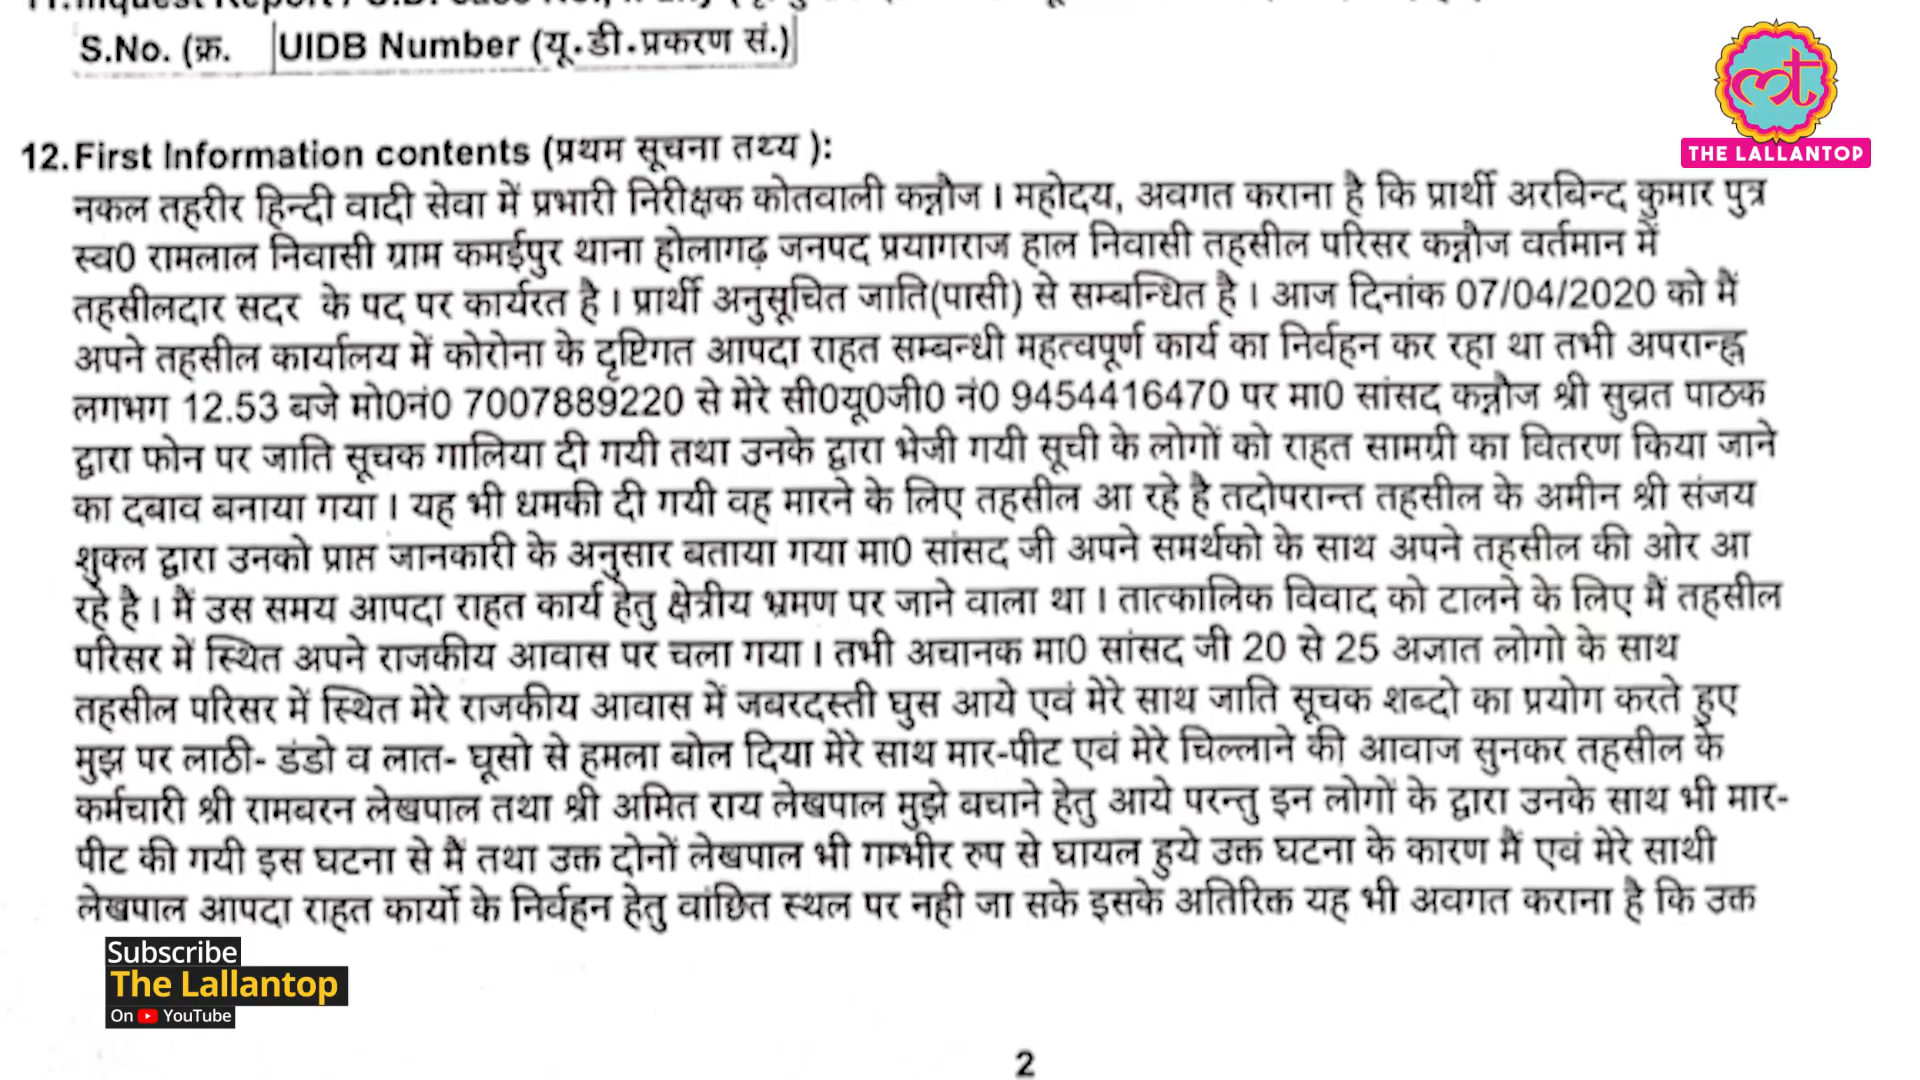 S.No. (क्र. UIDB Number (यू.डी.प्रकरण सं.)
THE LALLANTOP
12. First Information contents (प्रथम सूचना तथ्य ):
नकल तहरीर हिन्दी वादी सेवा में प्रभारी निरीक्षक कोतवाली कन्नौज । महोदय, अवगत कराना है कि प्रार्थी अरबिन्द कुमार पुत्र
स्व0 रामलाल निवासी ग्राम कमईपुर थाना होलागढ़ जनपद प्रयागराज हाल निवासी तहसील परिसर कन्नौज वर्तमान में
तहसीलदार सदर के पद पर कार्यरत है । प्रार्थी अनुसूचित जाति(पासी) से सम्बन्धित है । आज दिनांक 07/04/2020 को मैं
अपने तहसील कार्यालय में कोरोना के दृष्टिगत आपदा राहत सम्बन्धी महत्वपूर्ण कार्य का निर्वहन कर रहा था तभी अपरान्ह्न
लगभग 12.53 बजे मो0नं0 7007889220 से मेरे सी0यू0जी0 नं0 9454416470 पर मा0 सांसद कन्नौज श्री सुब्रत पाठक
द्वारा फोन पर जाति सूचक गालिया दी गयी तथा उनके द्वारा भेजी गयी सूची के लोगों को राहत सामग्री का वितरण किया जाने
का दबाव बनाया गया । यह भी धमकी दी गयी वह मारने के लिए तहसील आ रहे है तदोपरान्त तहसील के अमीन श्री संजय
शुक्ल द्वारा उनको प्राप्त जानकारी के अनुसार बताया गया मा0 सांसद जी अपने समर्थको के साथ अपने तहसील की ओर आ
रहे है । मैं उस समय आपदा राहत कार्य हेतु क्षेत्रीय भ्रमण पर जाने वाला था । तात्कालिक विवाद को टालने के लिए मैं तहसील
परिसर में स्थित अपने राजकीय आवास पर चला गया । तभी अचानक मा0 सांसद जी 20 से 25 अज्ञात लोगो के साथ
तहसील परिसर में स्थित मेरे राजकीय आवास में जबरदस्ती घुस आये एवं मेरे साथ जाति सूचक शब्दो का प्रयोग करते हुए
मुझ पर लाठी- डंडो व लात- घूसो से हमला बोल दिया मेरे साथ मार-पीट एवं मेरे चिल्लाने की आवाज सुनकर तहसील के
कर्मचारी श्री रामबरन लेखपाल तथा श्री अमित राय लेखपाल मुझे बचाने हेतु आये परन्तु इन लोगों के द्वारा उनके साथ भी मार-
पीट की गयी इस घटना से मैं तथा उक्त दोनों लेखपाल भी गम्भीर रुप से घायल हुये उक्त घटना के कारण मैं एवं मेरे साथी
लेखपाल आपदा राहत कार्यो के निर्वहन हेतु वांछित स्थल पर नही जा सके इसके अतिरिक्त यह भी अवगत कराना है कि उक्त
Subscribe
The Lallantop
On YouTube
2